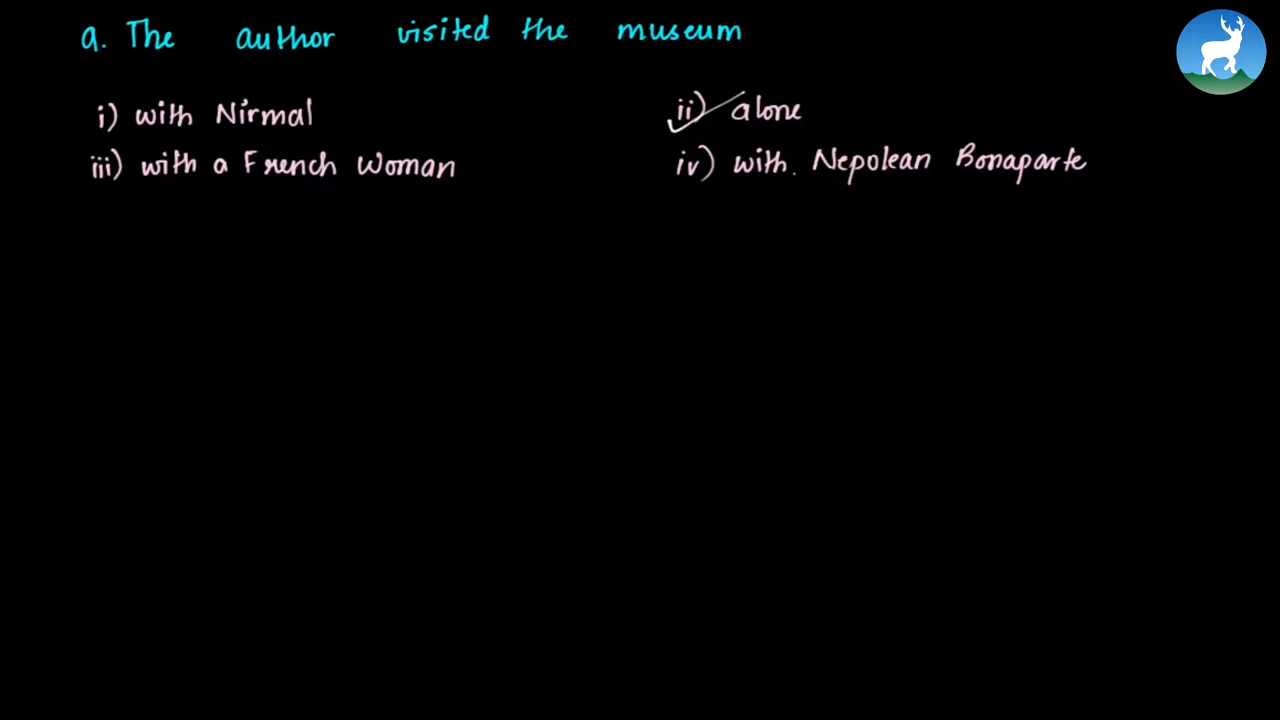 a. The author visited the museum
i) with Nirmal
ii) alone
iii) with a French Woman
iv) with. Nepolean Bonaparte